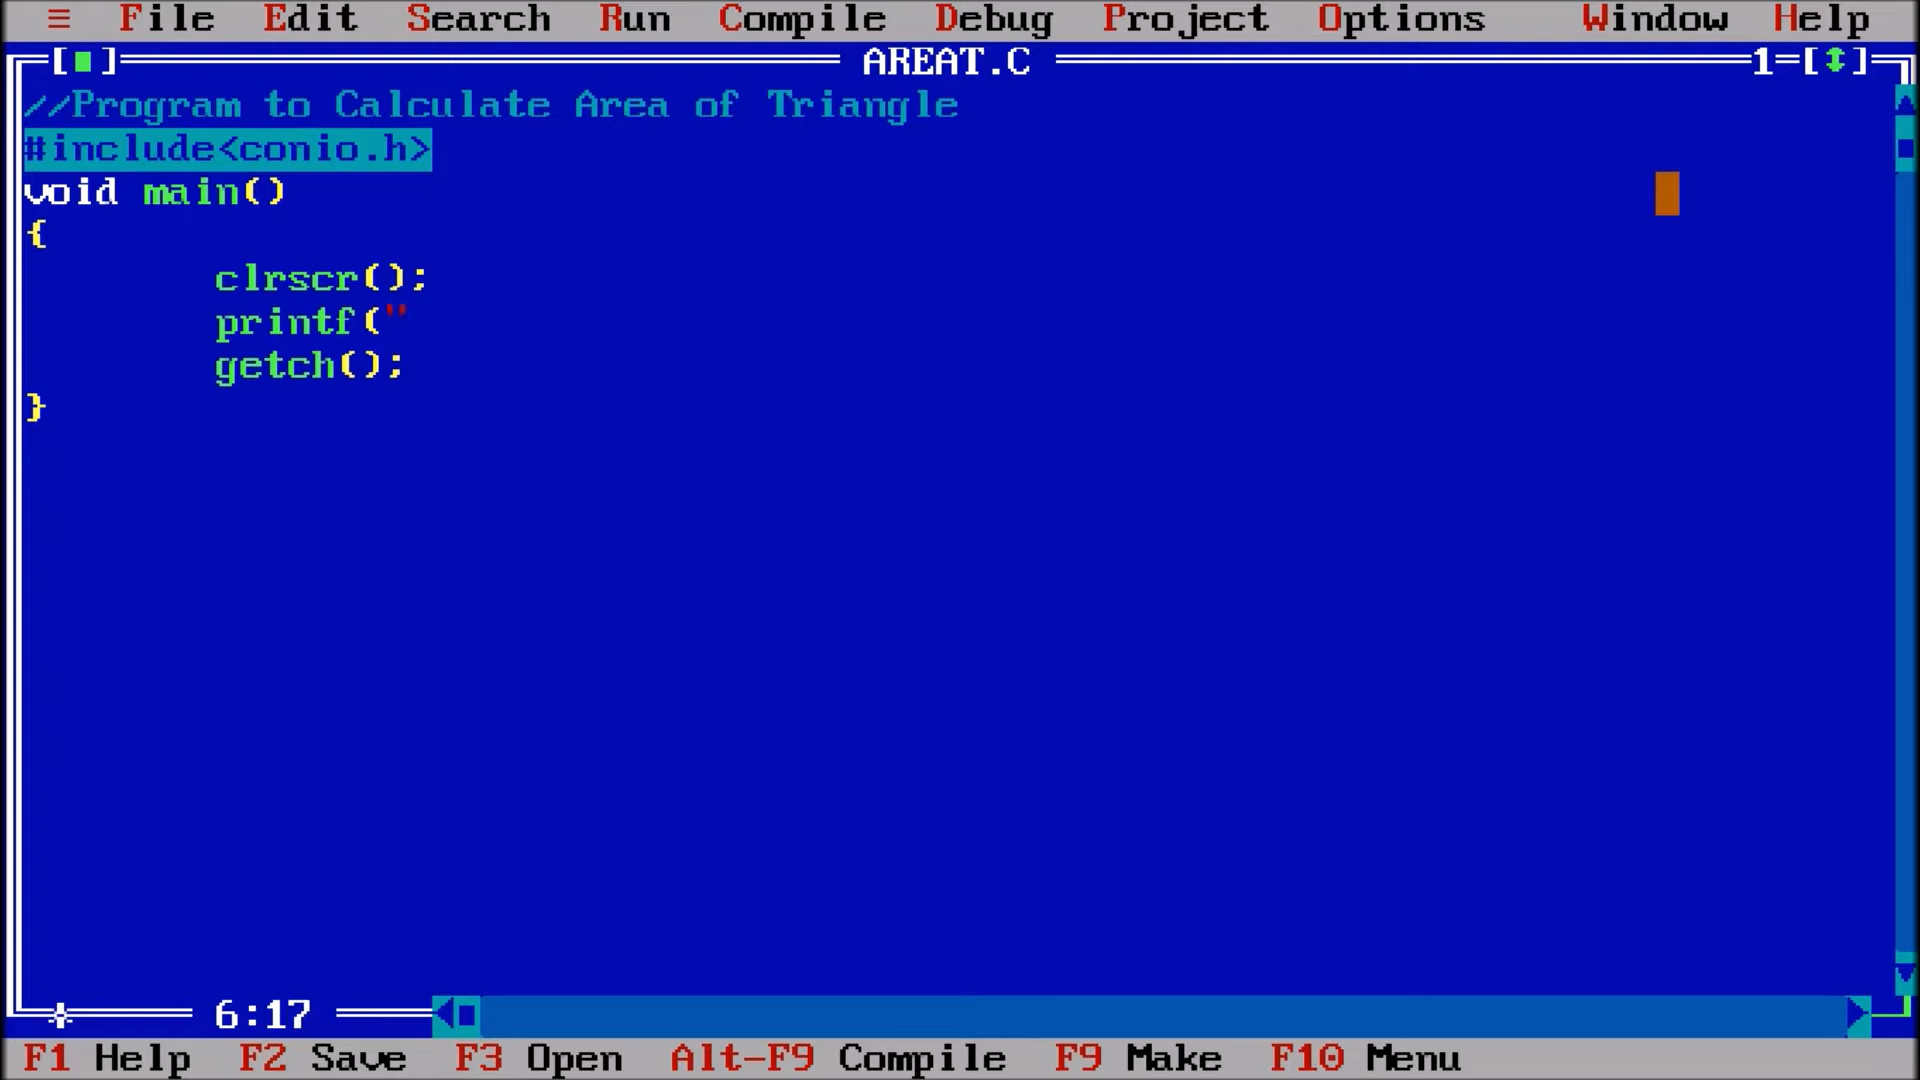 ≡ File Edit Search Run Compile Debug Project Options Window Help
[■] AREAT.C 1=[↕]
//Program to Calculate Area of Triangle
#include<conio.h>
void main()
{
clrscr();
printf("
getch();
}
6:17
F1 Help F2 Save F3 Open Alt-F9 Compile F9 Make F10 Menu